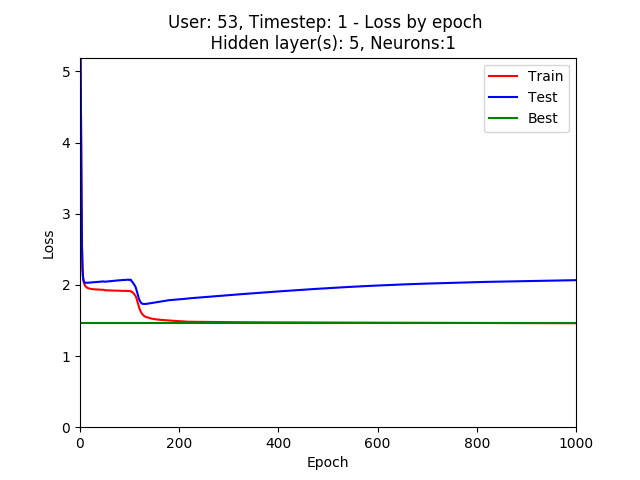 User: 53, Timestep: 1 - Loss by epoch
Hidden layer(s): 5, Neurons:1
Train
Test
Best
5
4
3
2
1
0
Loss
0 200 400 600 800 1000
Epoch